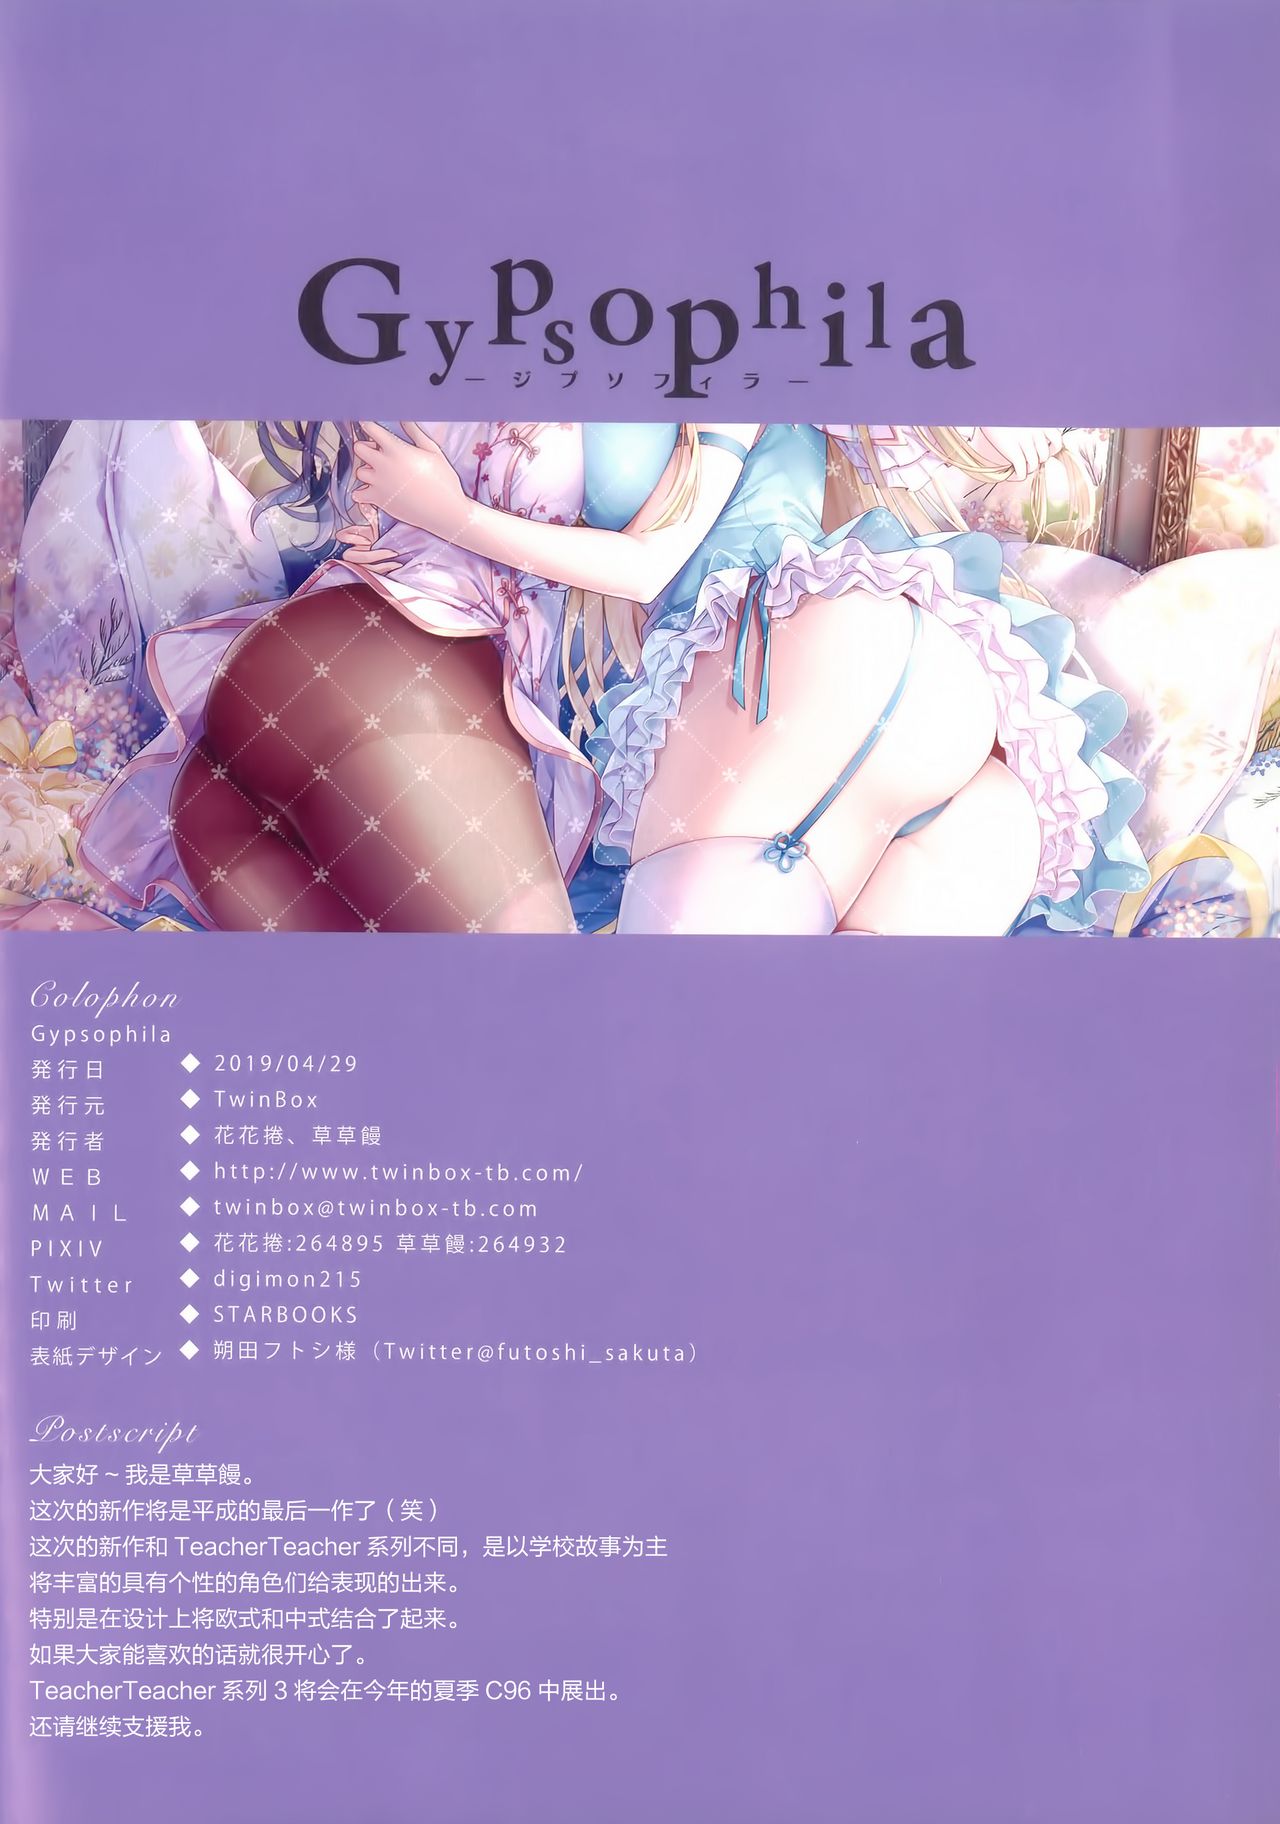 Gypsophila
―ジプソフィラ―
Colophon
Gypsophila
発行日 ◆ 2019/04/29
発行元 ◆ TwinBox
発行者 ◆ 花花捲、草草饅
WEB ◆ http://www.twinbox-tb.com/
MAIL ◆ twinbox@twinbox-tb.com
PIXIV ◆ 花花捲:264895 草草饅:264932
Twitter ◆ digimon215
印刷 ◆ STARBOOKS
表紙デザイン ◆ 朔田フトシ様（Twitter@futoshi_sakuta）
Postscript
大家好～我是草草饅。
这次的新作将是平成的最后一作了（笑）
这次的新作和 TeacherTeacher 系列不同，是以学校故事为主
将丰富的具有个性的角色们给表现的出来。
特别是在设计上将欧式和中式结合了起来。
如果大家能喜欢的话就很开心了。
TeacherTeacher 系列 3 将会在今年的夏季 C96 中展出。
还请继续支援我。